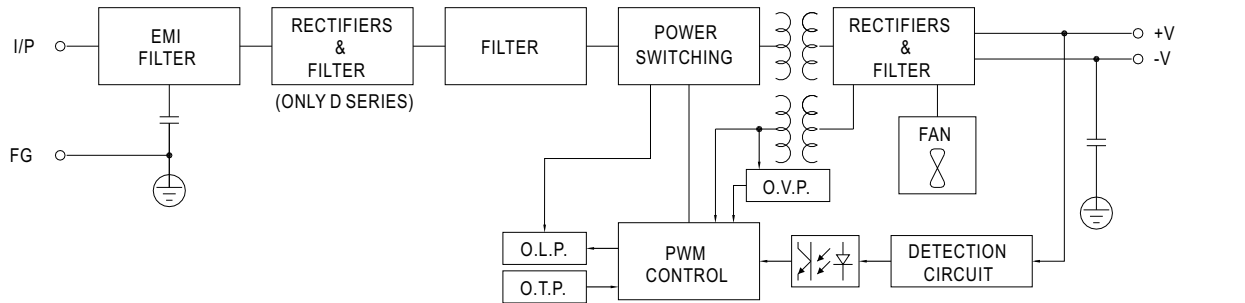 I/P
EMI
FILTER
RECTIFIERS
&
FILTER
(ONLY D SERIES)
FILTER
POWER
SWITCHING
RECTIFIERS
&
FILTER
+V
-V
FG
FAN
O.V.P.
O.L.P.
O.T.P.
PWM
CONTROL
DETECTION
CIRCUIT